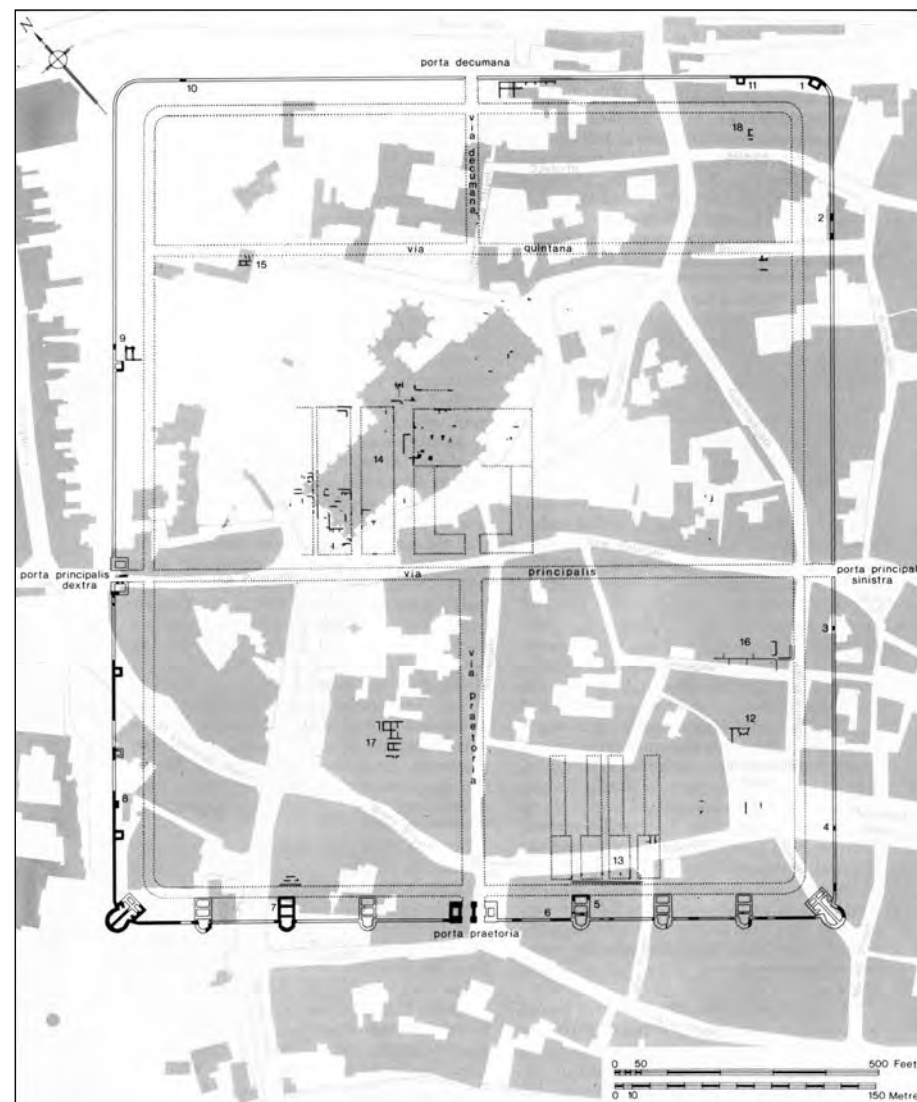 N
porta decumana
10
11
1
18
via decumana
2
via quintana
15
9
14
porta principalis
dextra
via principalis
porta principal
sinistra
3
16
via praetoria
17
12
8
4
13
7
6
5
porta praetoria
0 50 500 Feet
0 10 150 Metre